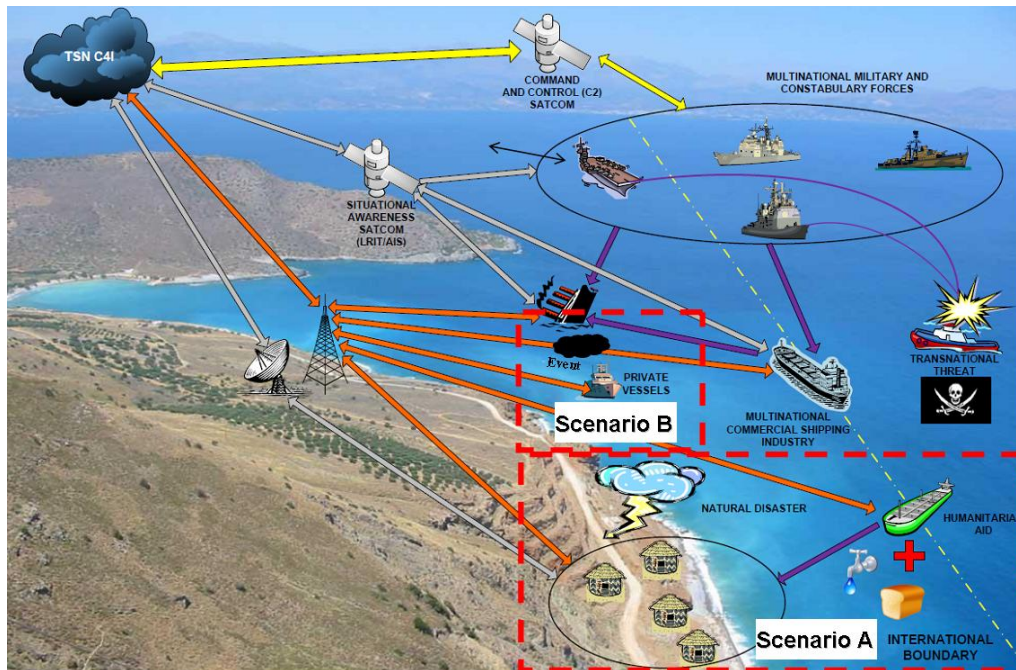 TSN C4I
COMMAND
AND CONTROL (C2)
SATCOM
MULTINATIONAL MILITARY AND
CONSTABULARY FORCES
SITUATIONAL
AWARENESS
SATCOM
(LRIT/AIS)
Event
PRIVATE
VESSELS
Scenario B
TRANSNATIONAL
THREAT
MULTINATIONAL
COMMERCIAL SHIPPING
INDUSTRY
NATURAL DISASTER
HUMANITARIA
AID
Scenario A
INTERNATIONAL
BOUNDARY